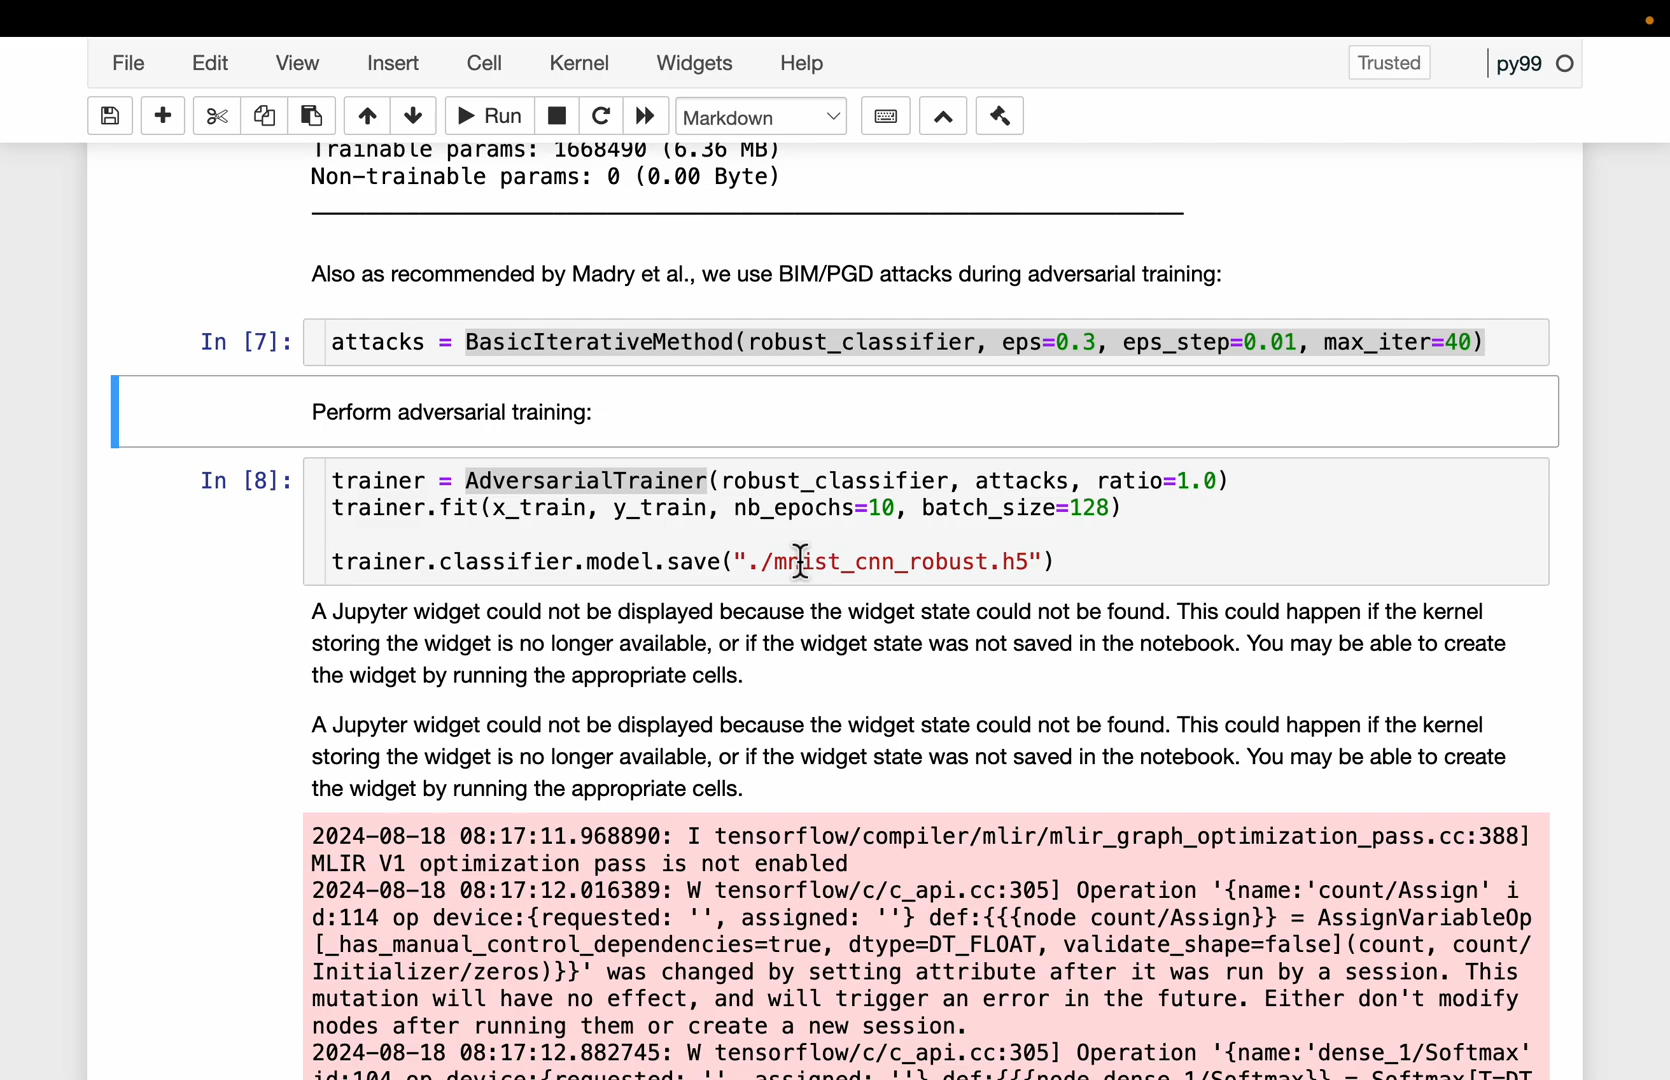 File Edit View Insert Cell Kernel Widgets Help Trusted py99
Run Markdown
Trainable params: 1668490 (6.36 MB)
Non-trainable params: 0 (0.00 Byte)
Also as recommended by Madry et al., we use BIM/PGD attacks during adversarial training:
In [7]: attacks = BasicIterativeMethod(robust_classifier, eps=0.3, eps_step=0.01, max_iter=40)
Perform adversarial training:
In [8]: trainer = AdversarialTrainer(robust_classifier, attacks, ratio=1.0)
trainer.fit(x_train, y_train, nb_epochs=10, batch_size=128)
trainer.classifier.model.save("./mnist_cnn_robust.h5")
A Jupyter widget could not be displayed because the widget state could not be found. This could happen if the kernel
storing the widget is no longer available, or if the widget state was not saved in the notebook. You may be able to create
the widget by running the appropriate cells.
A Jupyter widget could not be displayed because the widget state could not be found. This could happen if the kernel
storing the widget is no longer available, or if the widget state was not saved in the notebook. You may be able to create
the widget by running the appropriate cells.
2024-08-18 08:17:11.968890: I tensorflow/compiler/mlir/mlir_graph_optimization_pass.cc:388]
MLIR V1 optimization pass is not enabled
2024-08-18 08:17:12.016389: W tensorflow/c/c_api.cc:305] Operation '{name:'count/Assign' i
d:114 op device:{requested: '', assigned: ''} def:{{{node count/Assign}} = AssignVariableOp
[_has_manual_control_dependencies=true, dtype=DT_FLOAT, validate_shape=false](count, count/
Initializer/zeros)}}' was changed by setting attribute after it was run by a session. This
mutation will have no effect, and will trigger an error in the future. Either don't modify
nodes after running them or create a new session.
2024-08-18 08:17:12.882745: W tensorflow/c/c_api.cc:305] Operation '{name:'dense_1/Softmax'
id:104 op device:{requested: '', assigned: ''} def:{{{node dense_1/Softmax}} = Softmax[T=DT